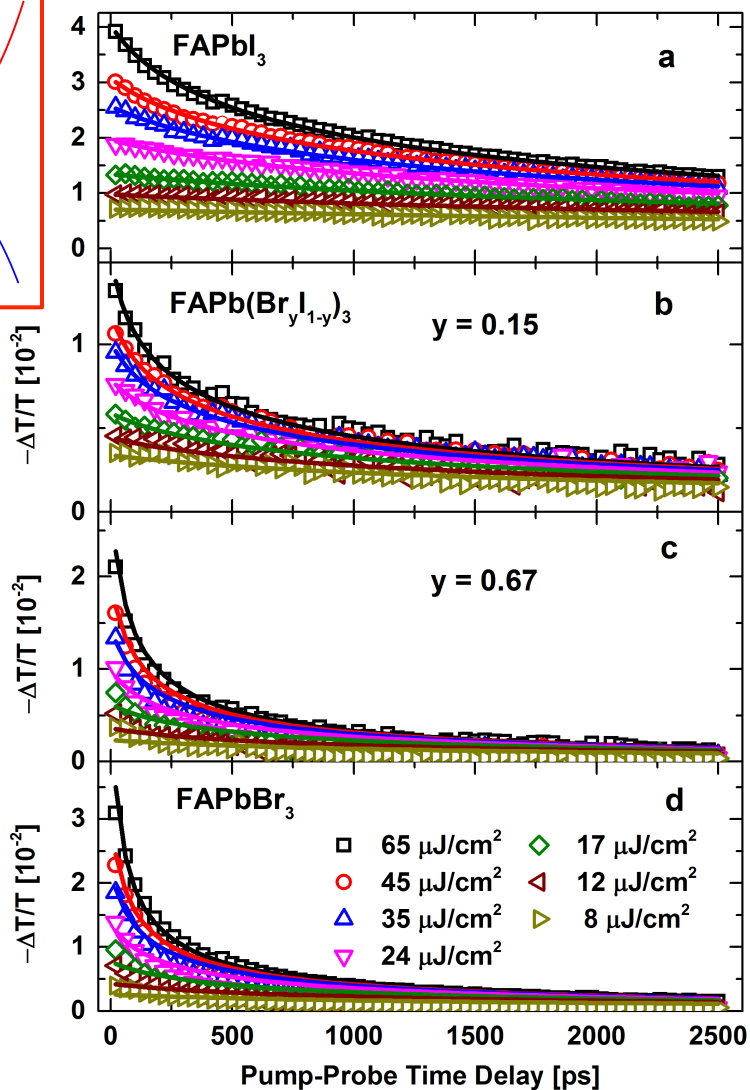 4
FAPbI₃
a
3
2
1
0
FAPb(Br_yI_{1-y})₃
b
y = 0.15
1
0
−ΔT/T [10⁻²]
c
y = 0.67
2
1
0
−ΔT/T [10⁻²]
FAPbBr₃
d
3
65 μJ/cm² 17 μJ/cm²
45 μJ/cm² 12 μJ/cm²
35 μJ/cm² 8 μJ/cm²
24 μJ/cm²
2
1
0
−ΔT/T [10⁻²]
0 500 1000 1500 2000 2500
Pump-Probe Time Delay [ps]